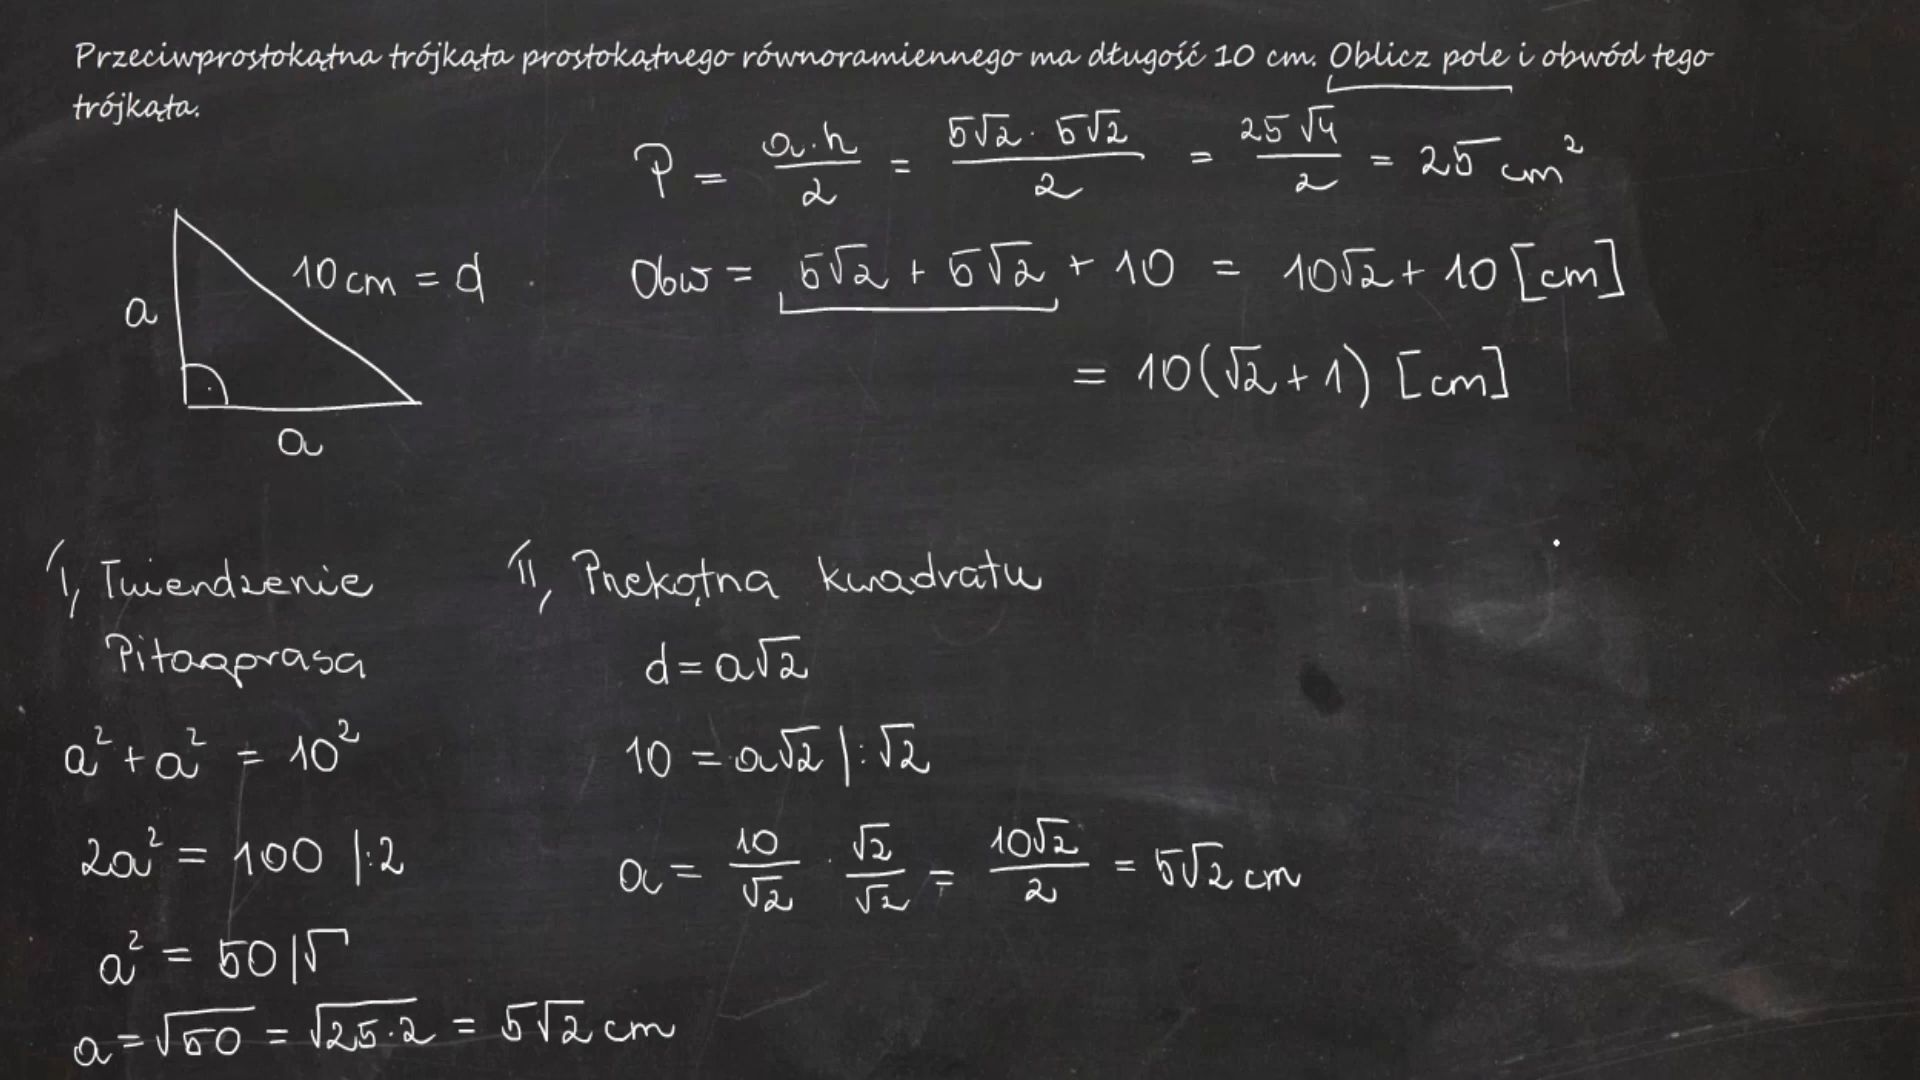 Przeciwprostokątna trójkąta prostokątnego równoramiennego ma długość 10 cm. Oblicz pole i obwód tego
trójkąta.
P = a·h/2 = 5√2 · 5√2/2 = 25√4/2 = 25 cm²
10 cm = d
a
a
Obw = 5√2 + 5√2 + 10 = 10√2 + 10 [cm]
= 10(√2 + 1) [cm]
I, Twierdzenie
Pitagorasa
a² + a² = 10²
2a² = 100 |:2
a² = 50 |√
a = √50 = √25·2 = 5√2 cm
II, Przekątna kwadratu
d = a√2
10 = a√2 |:√2
a = 10/√2 · √2/√2 = 10√2/2 = 5√2 cm